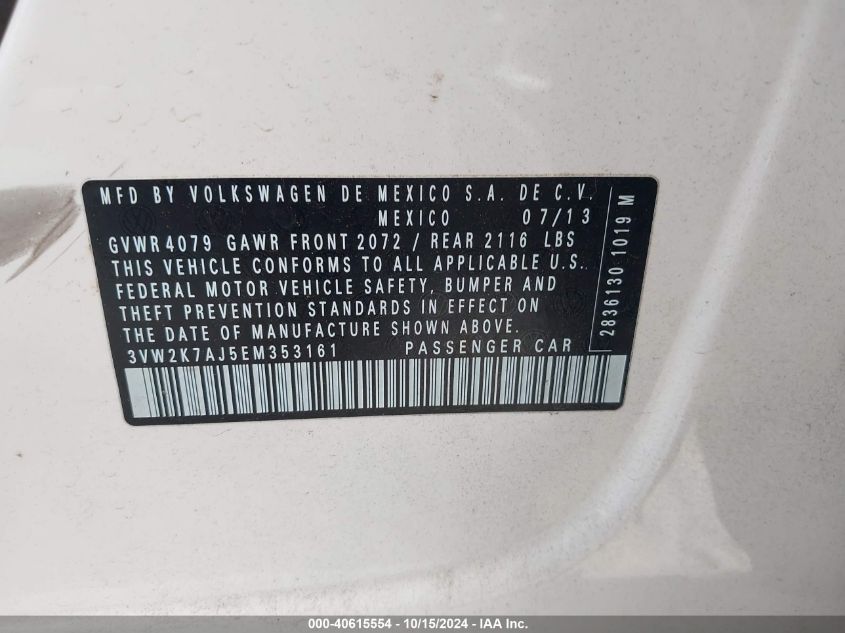 MFD BY VOLKSWAGEN DE MEXICO S.A. DE C.V.
MEXICO 07/13
GVWR 4079 GAWR FRONT 2072 / REAR 2116 LBS
THIS VEHICLE CONFORMS TO ALL APPLICABLE U.S.
FEDERAL MOTOR VEHICLE SAFETY, BUMPER AND
THEFT PREVENTION STANDARDS IN EFFECT ON
THE DATE OF MANUFACTURE SHOWN ABOVE.
3VW2K7AJ5EM353161 PASSENGER CAR
2836130 1019 M
000-40615554 - 10/15/2024 - IAA Inc.